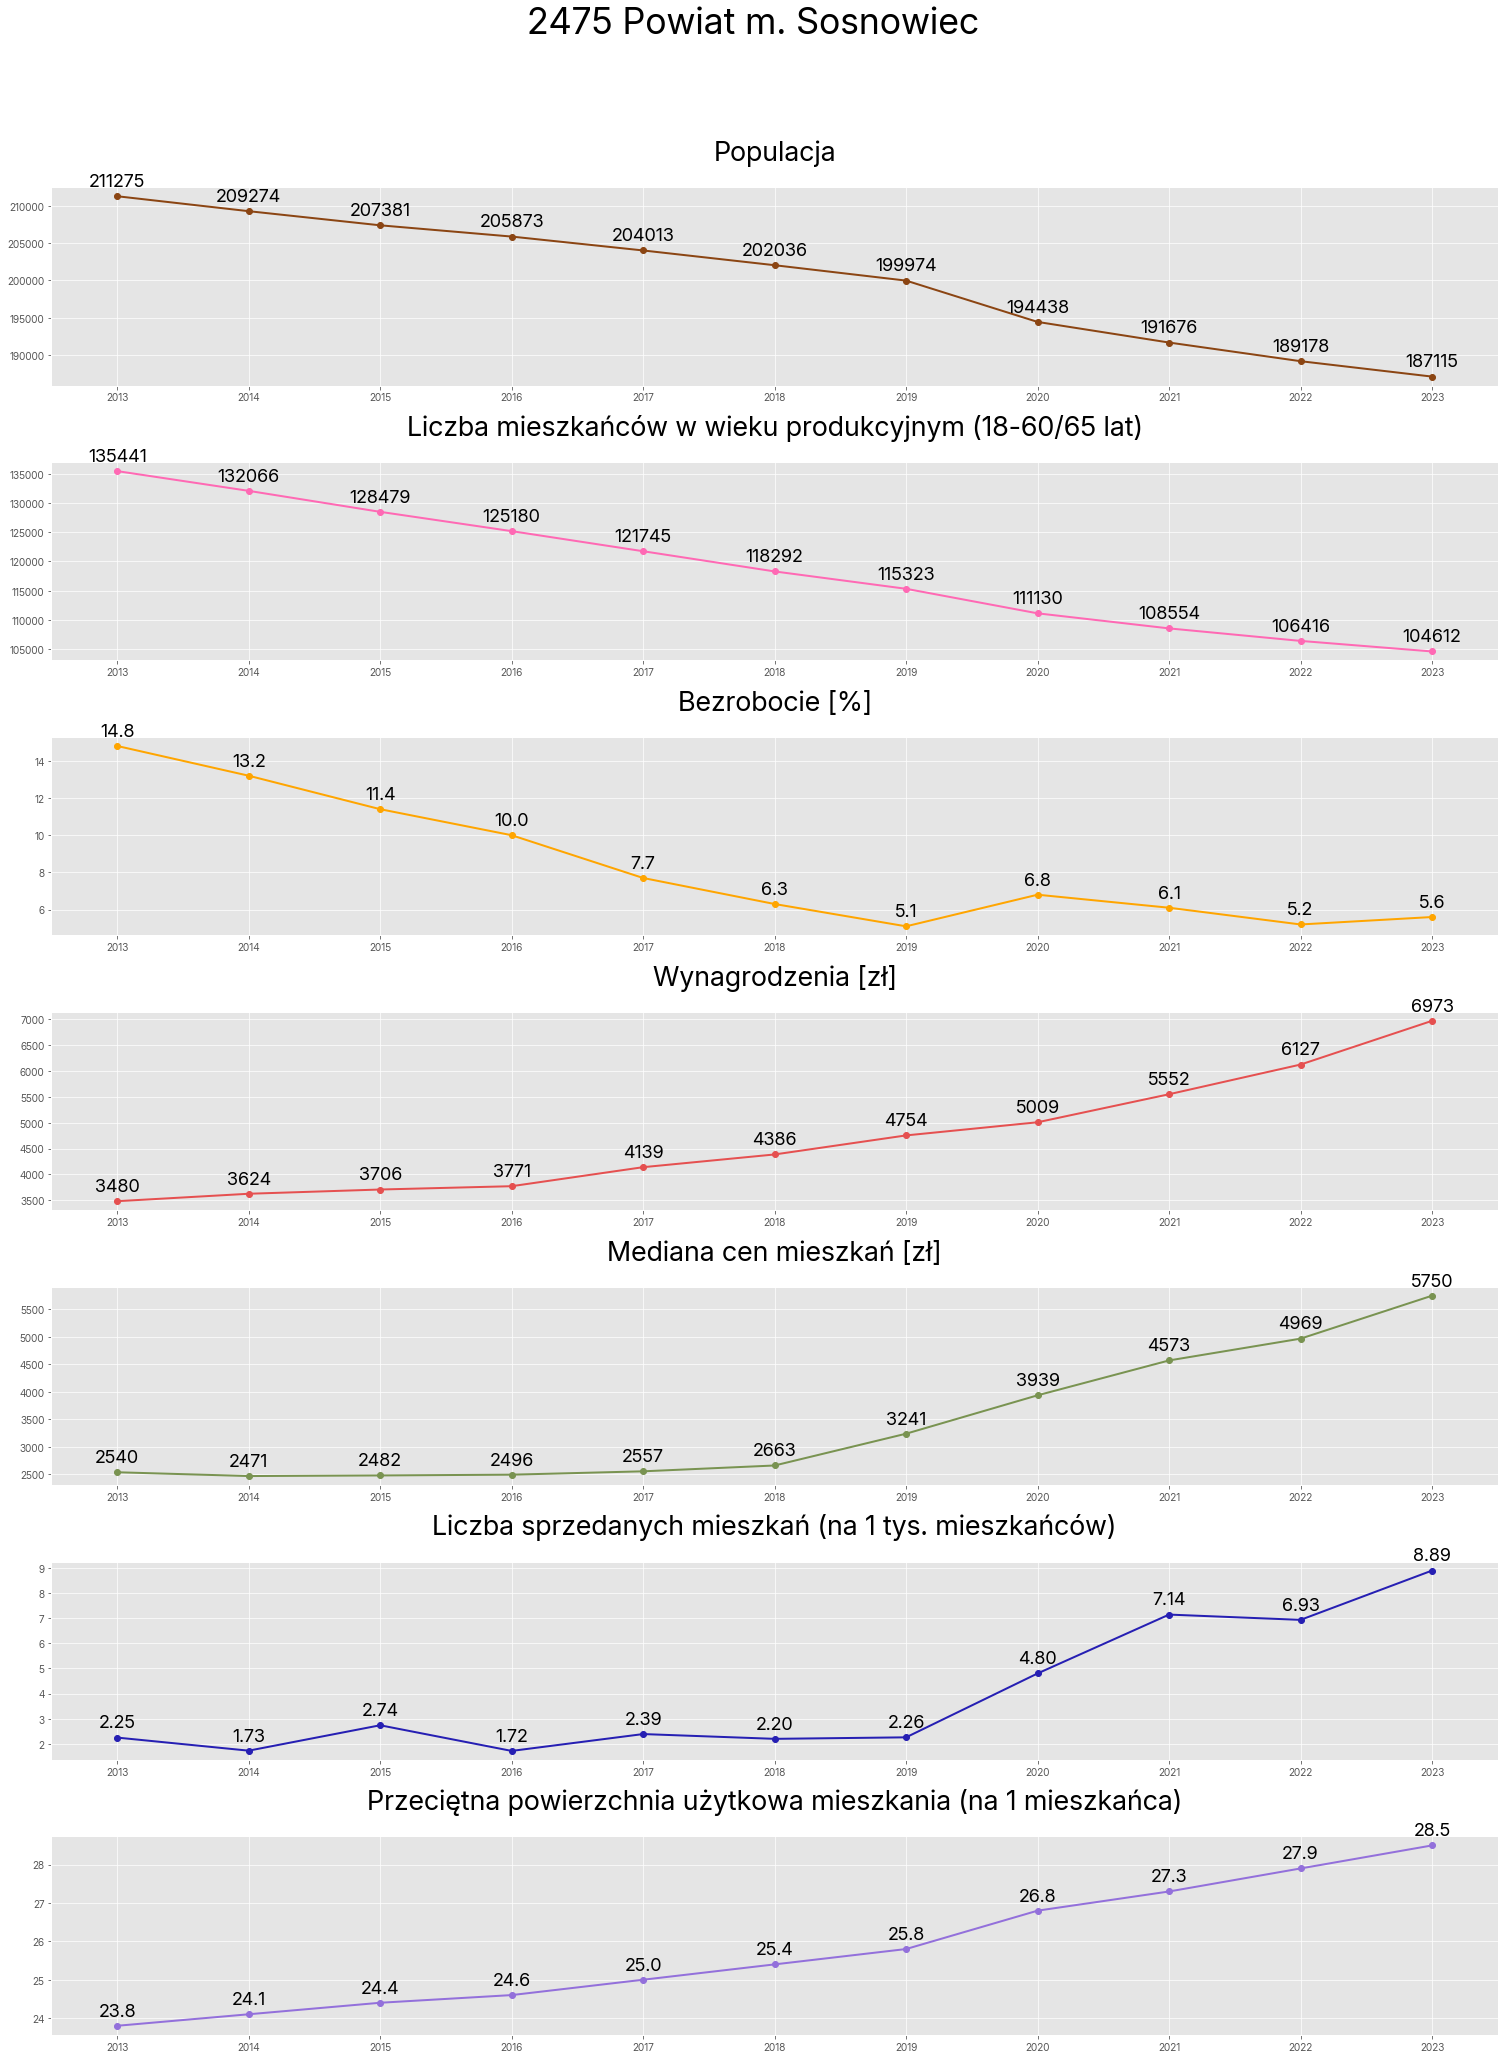 2475 Powiat m. Sosnowiec
Populacja
211275 209274 207381 205873 204013 202036 199974 194438 191676 189178 187115
210000
205000
200000
195000
190000
2013 2014 2015 2016 2017 2018 2019 2020 2021 2022 2023
Liczba mieszkańców w wieku produkcyjnym (18-60/65 lat)
135441 132066 128479 125180 121745 118292 115323 111130 108554 106416 104612
135000
130000
125000
120000
115000
110000
105000
2013 2014 2015 2016 2017 2018 2019 2020 2021 2022 2023
Bezrobocie [%]
14.8 13.2 11.4 10.0 7.7 6.3 5.1 6.8 6.1 5.2 5.6
14
12
10
8
6
2013 2014 2015 2016 2017 2018 2019 2020 2021 2022 2023
Wynagrodzenia [zł]
3480 3624 3706 3771 4139 4386 4754 5009 5552 6127 6973
7000
6500
6000
5500
5000
4500
4000
3500
2013 2014 2015 2016 2017 2018 2019 2020 2021 2022 2023
Mediana cen mieszkań [zł]
2540 2471 2482 2496 2557 2663 3241 3939 4573 4969 5750
5500
5000
4500
4000
3500
3000
2500
2013 2014 2015 2016 2017 2018 2019 2020 2021 2022 2023
Liczba sprzedanych mieszkań (na 1 tys. mieszkańców)
2.25 1.73 2.74 1.72 2.39 2.20 2.26 4.80 7.14 6.93 8.89
9
8
7
6
5
4
3
2
2013 2014 2015 2016 2017 2018 2019 2020 2021 2022 2023
Przeciętna powierzchnia użytkowa mieszkania (na 1 mieszkańca)
23.8 24.1 24.4 24.6 25.0 25.4 25.8 26.8 27.3 27.9 28.5
28
27
26
25
24
2013 2014 2015 2016 2017 2018 2019 2020 2021 2022 2023